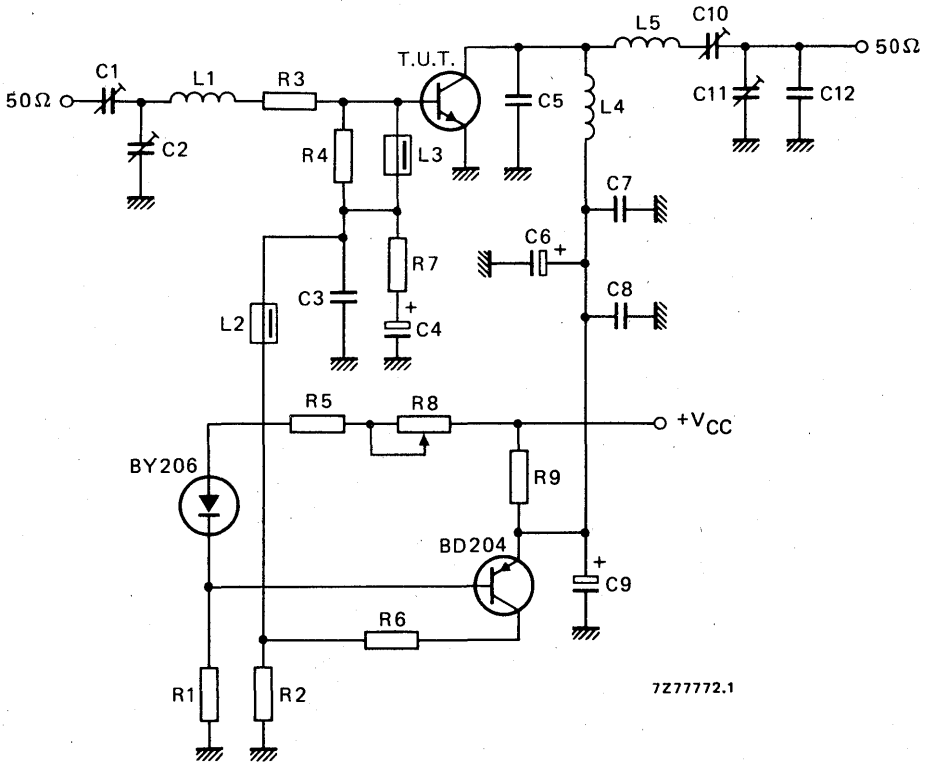 C10
L5
50Ω
T.U.T.
C1
L1
R3
50Ω
C5
L4
C11
C12
C2
R4
L3
C7
C6
+
R7
C3
+
C8
L2
C4
R5
R8
+VCC
BY206
R9
BD204
+
C9
R6
R1
R2
7Z77772.1